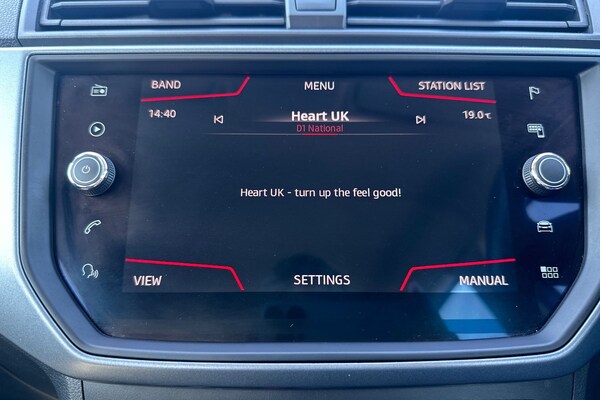 BAND MENU STATION LIST
14:40 Heart UK 19.0°C
D1 National
Heart UK - turn up the feel good!
VIEW SETTINGS MANUAL